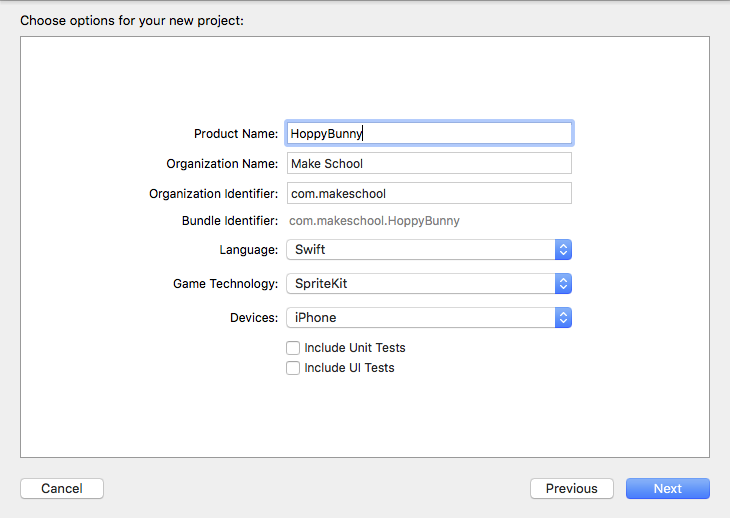 Choose options for your new project:
Product Name: HoppyBunny
Organization Name: Make School
Organization Identifier: com.makeschool
Bundle Identifier: com.makeschool.HoppyBunny
Language: Swift
Game Technology: SpriteKit
Devices: iPhone
Include Unit Tests
Include UI Tests
Cancel Previous Next